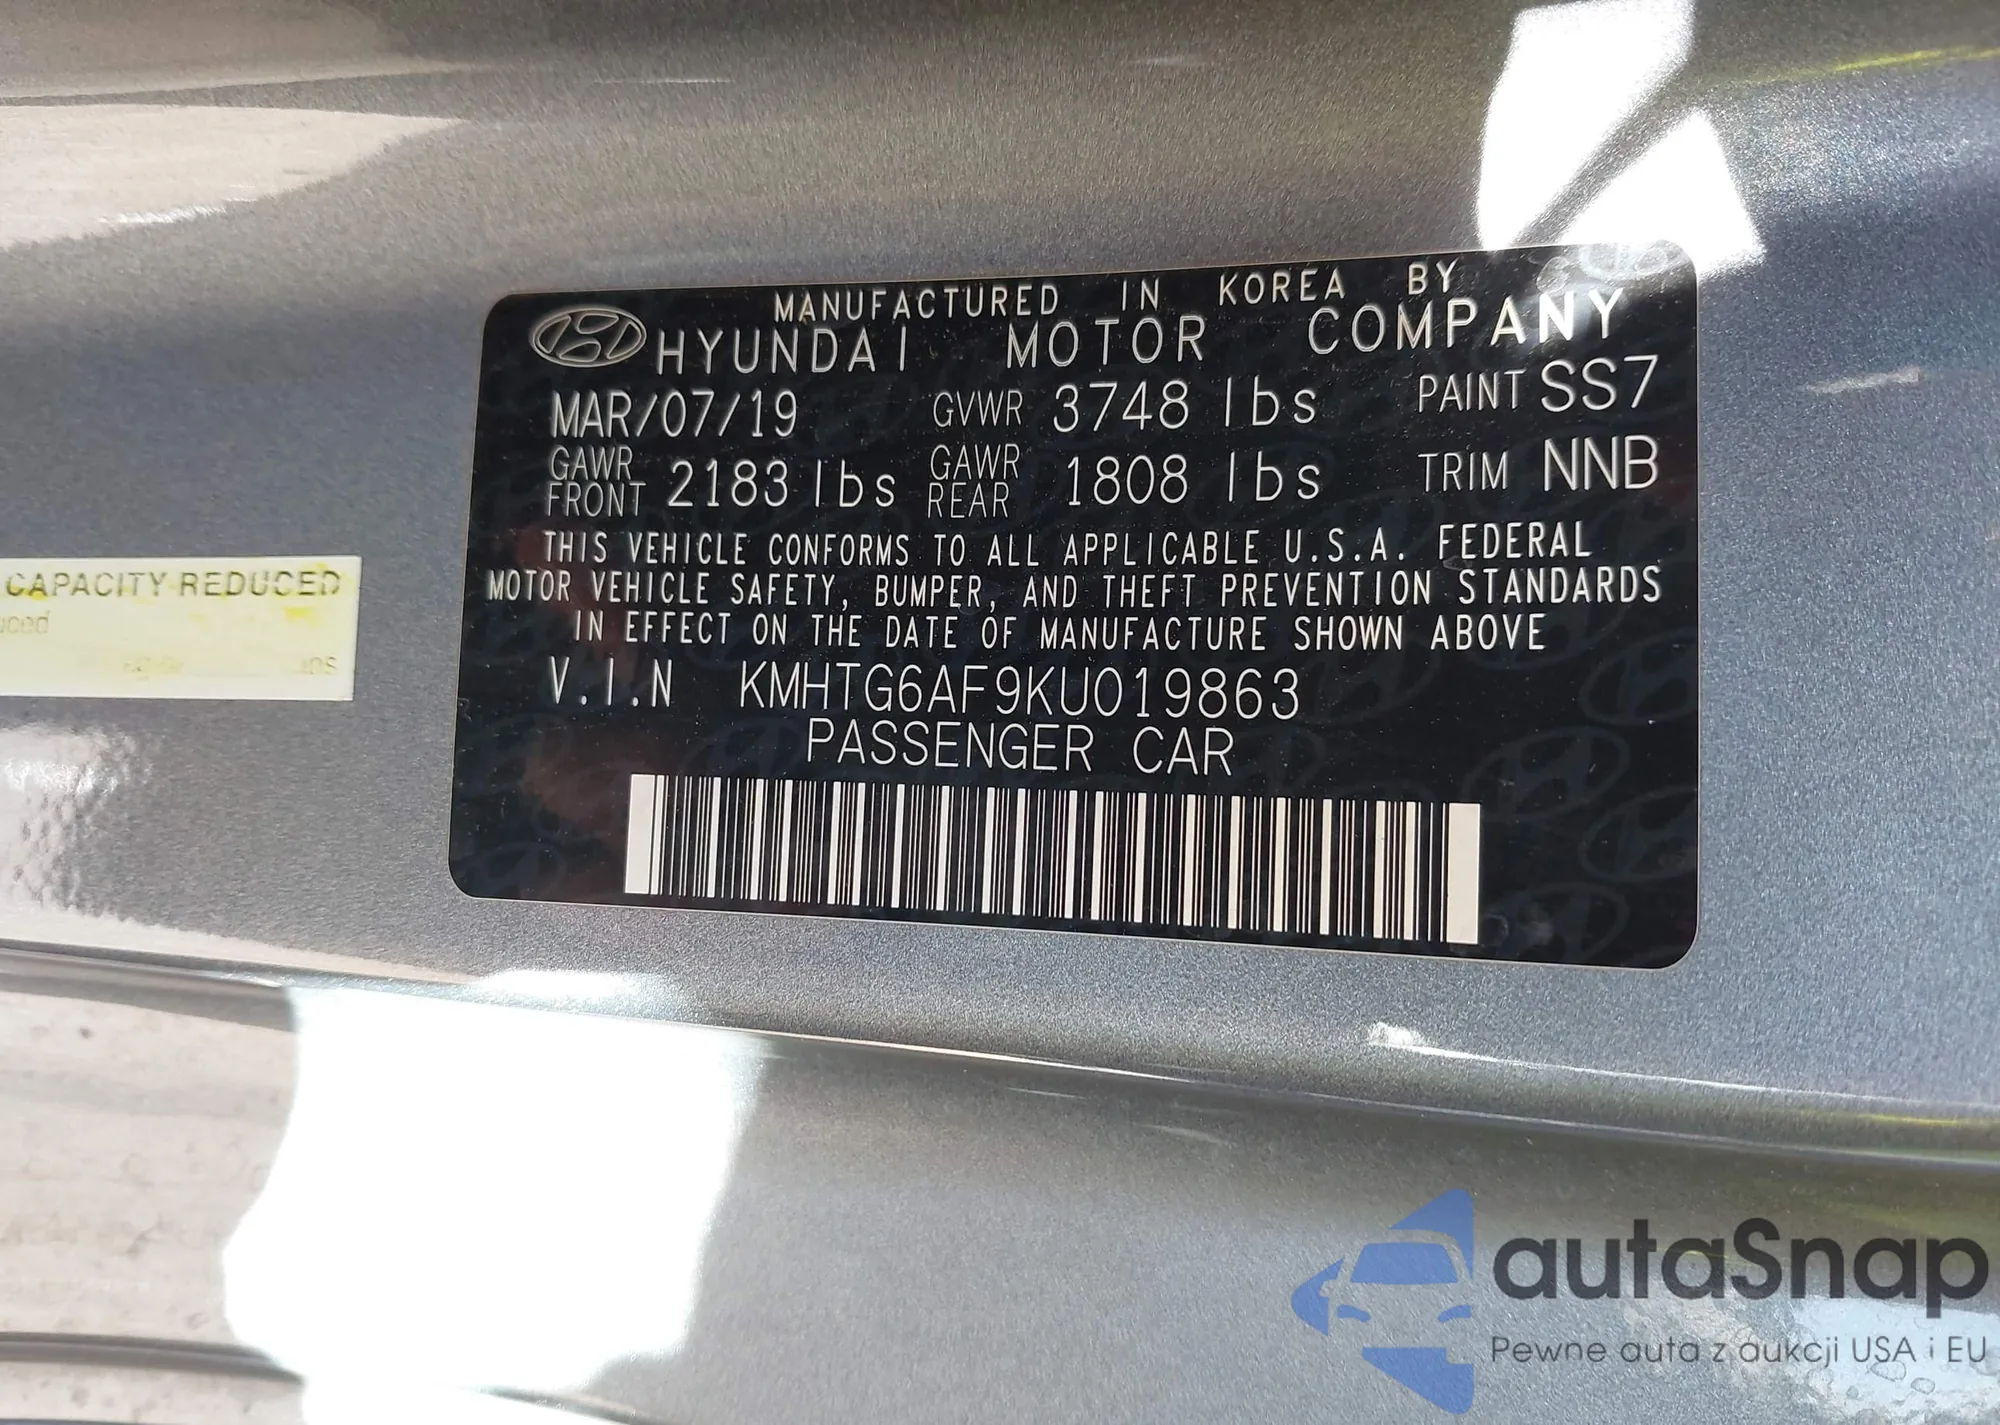 MANUFACTURED IN KOREA BY
HYUNDAI MOTOR COMPANY
MAR/07/19 GVWR 3748 lbs PAINT SS7
GAWR FRONT 2183 lbs GAWR REAR 1808 lbs TRIM NNB
THIS VEHICLE CONFORMS TO ALL APPLICABLE U.S.A. FEDERAL
MOTOR VEHICLE SAFETY, BUMPER, AND THEFT PREVENTION STANDARDS
IN EFFECT ON THE DATE OF MANUFACTURE SHOWN ABOVE
V.I.N KMHTG6AF9KU019863
PASSENGER CAR
CAPACITY REDUCED
autaSnap
Pewne auta z aukcji USA i EU